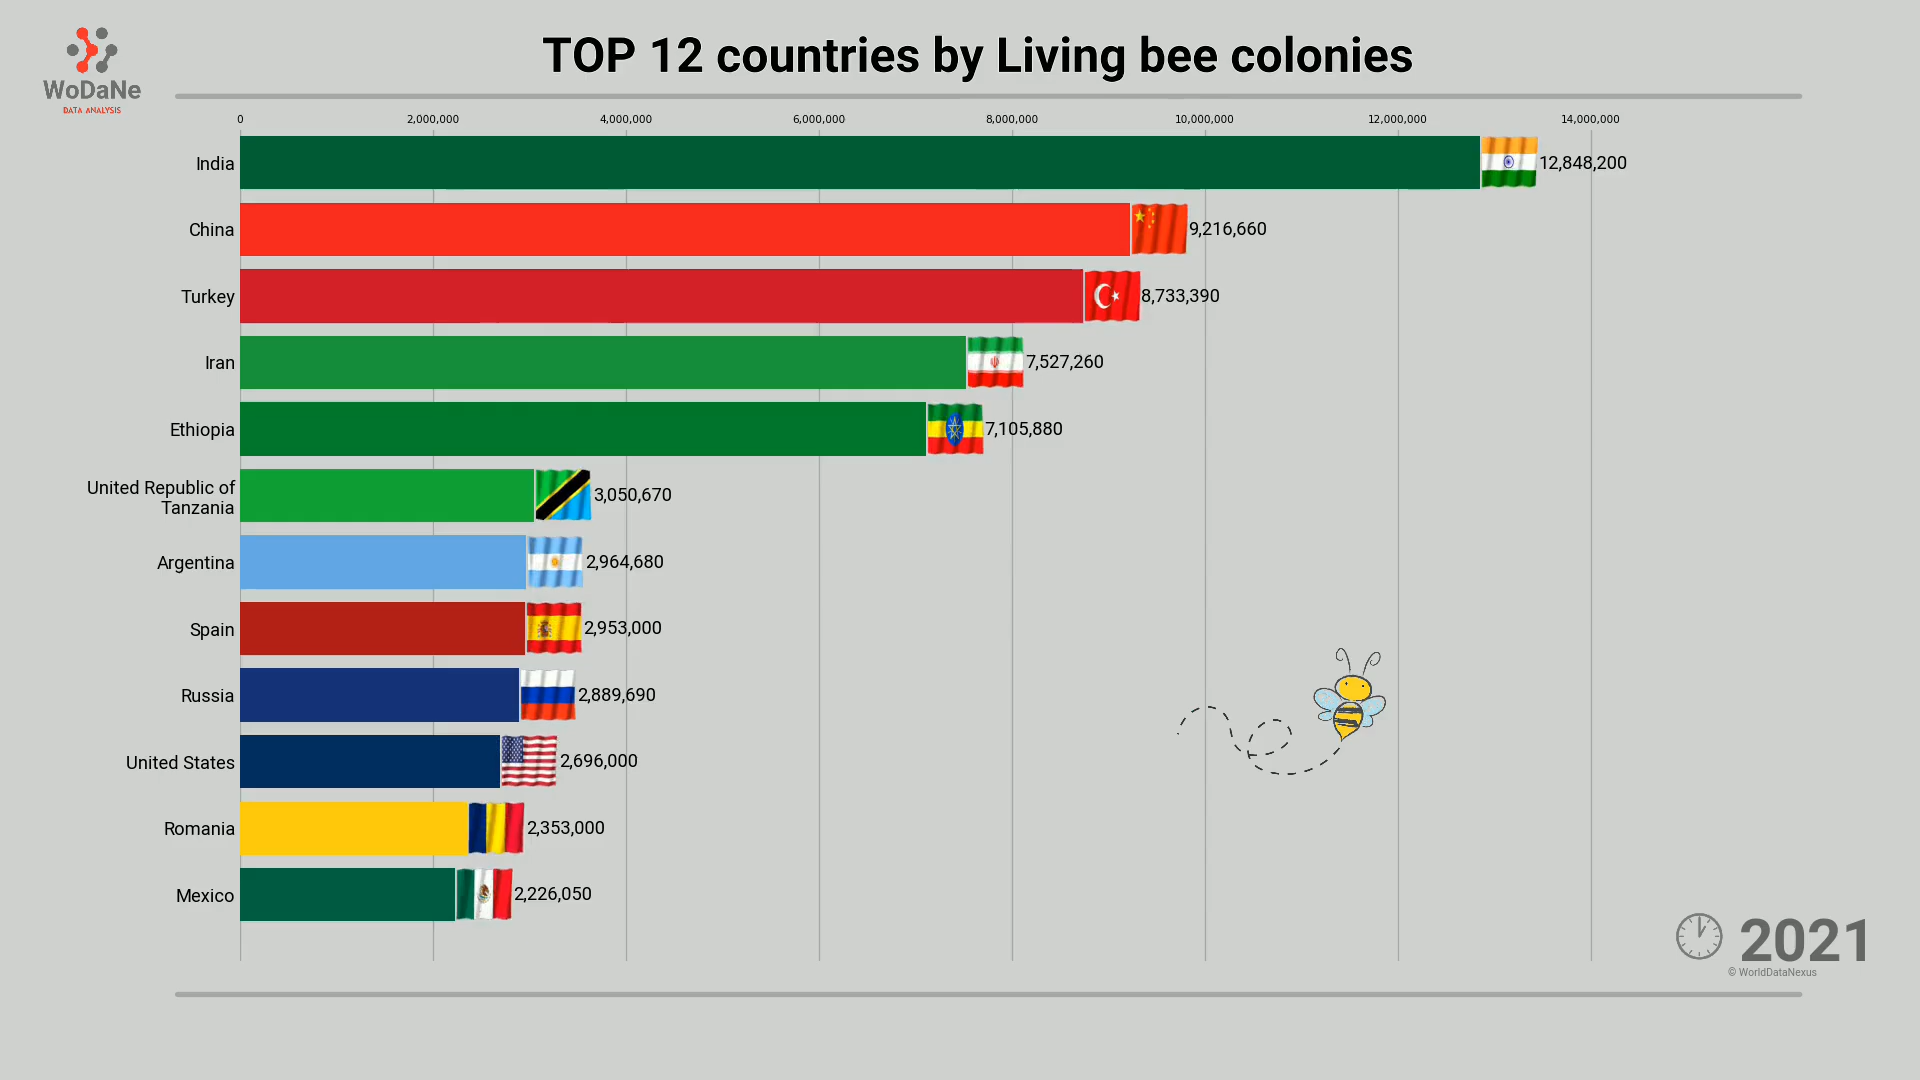 WoDaNe
DATA ANALYSIS
TOP 12 countries by Living bee colonies
0 2,000,000 4,000,000 6,000,000 8,000,000 10,000,000 12,000,000 14,000,000
India 12,848,200
China 9,216,660
Turkey 8,733,390
Iran 7,527,260
Ethiopia 7,105,880
United Republic of
Tanzania 3,050,670
Argentina 2,964,680
Spain 2,953,000
Russia 2,889,690
United States 2,696,000
Romania 2,353,000
Mexico 2,226,050
2021
© WorldDataNexus